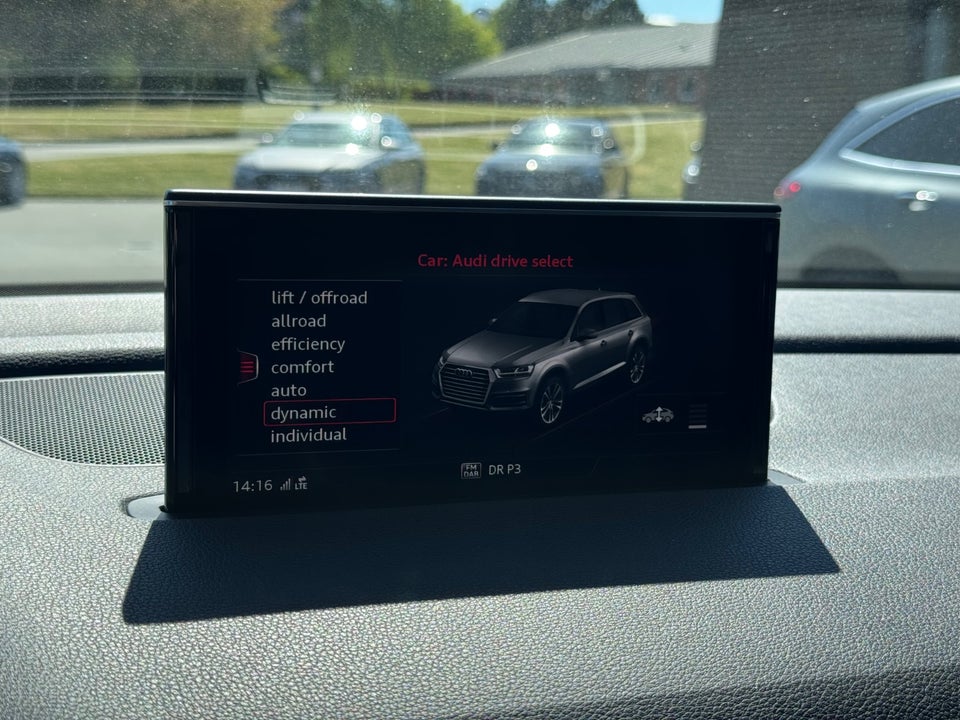 Car: Audi drive select
lift / offroad
allroad
efficiency
comfort
auto
dynamic
individual
14:16 LTE
FM
DAB
DR P3